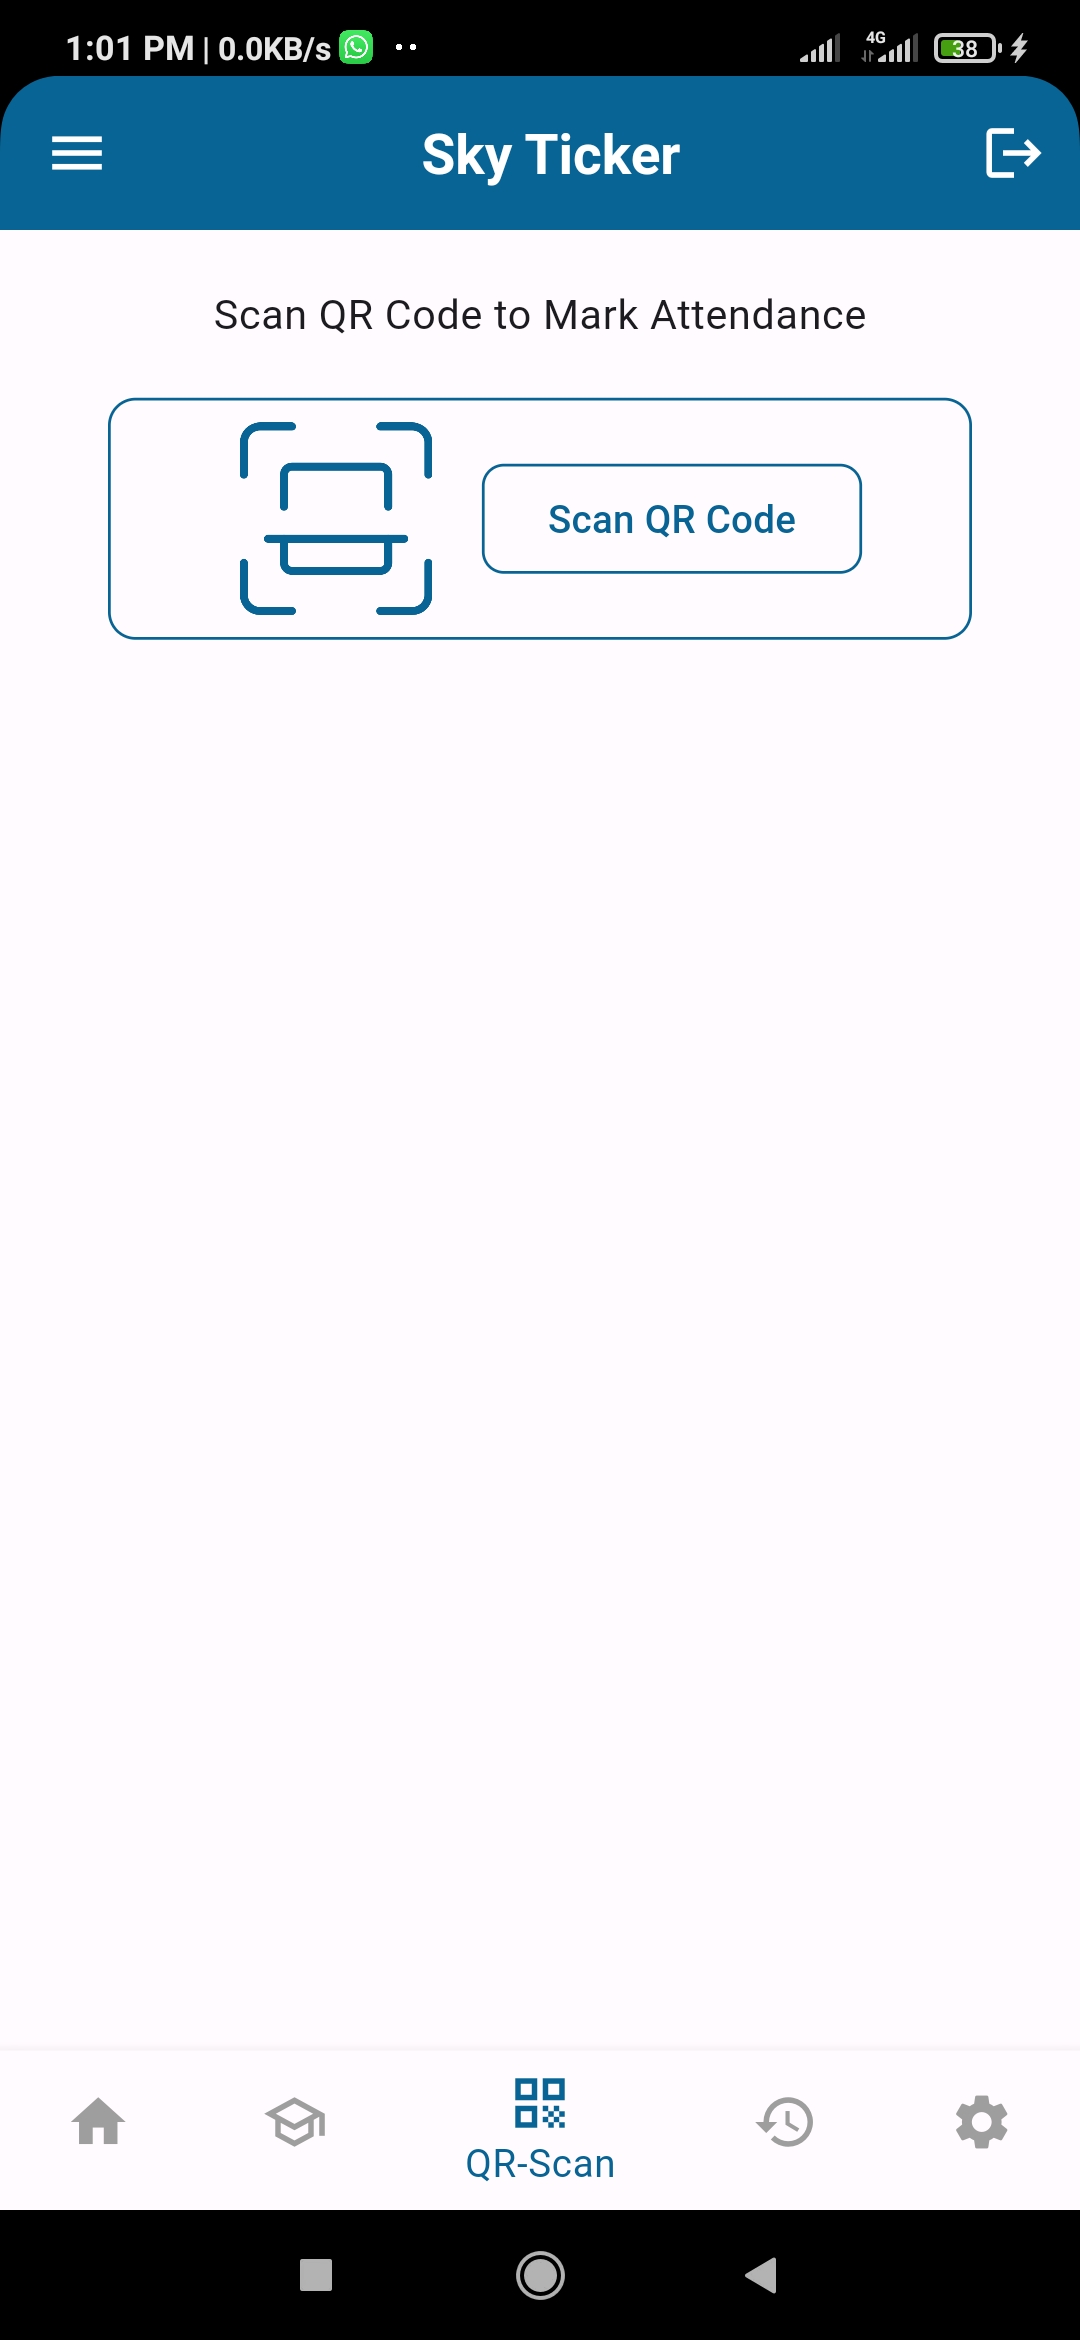 1:01 PM | 0.0KB/s
4G
38
Sky Ticker
Scan QR Code to Mark Attendance
Scan QR Code
QR-Scan